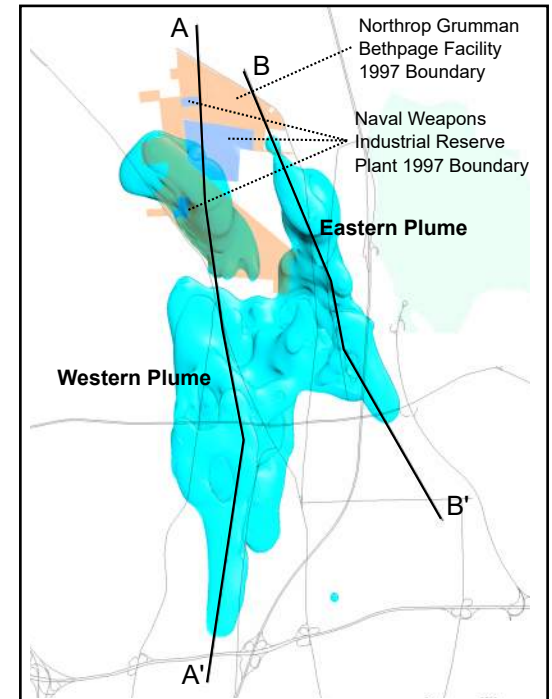 A
B
Northrop Grumman
Bethpage Facility
1997 Boundary
Naval Weapons
Industrial Reserve
Plant 1997 Boundary
Eastern Plume
Western Plume
B'
A'